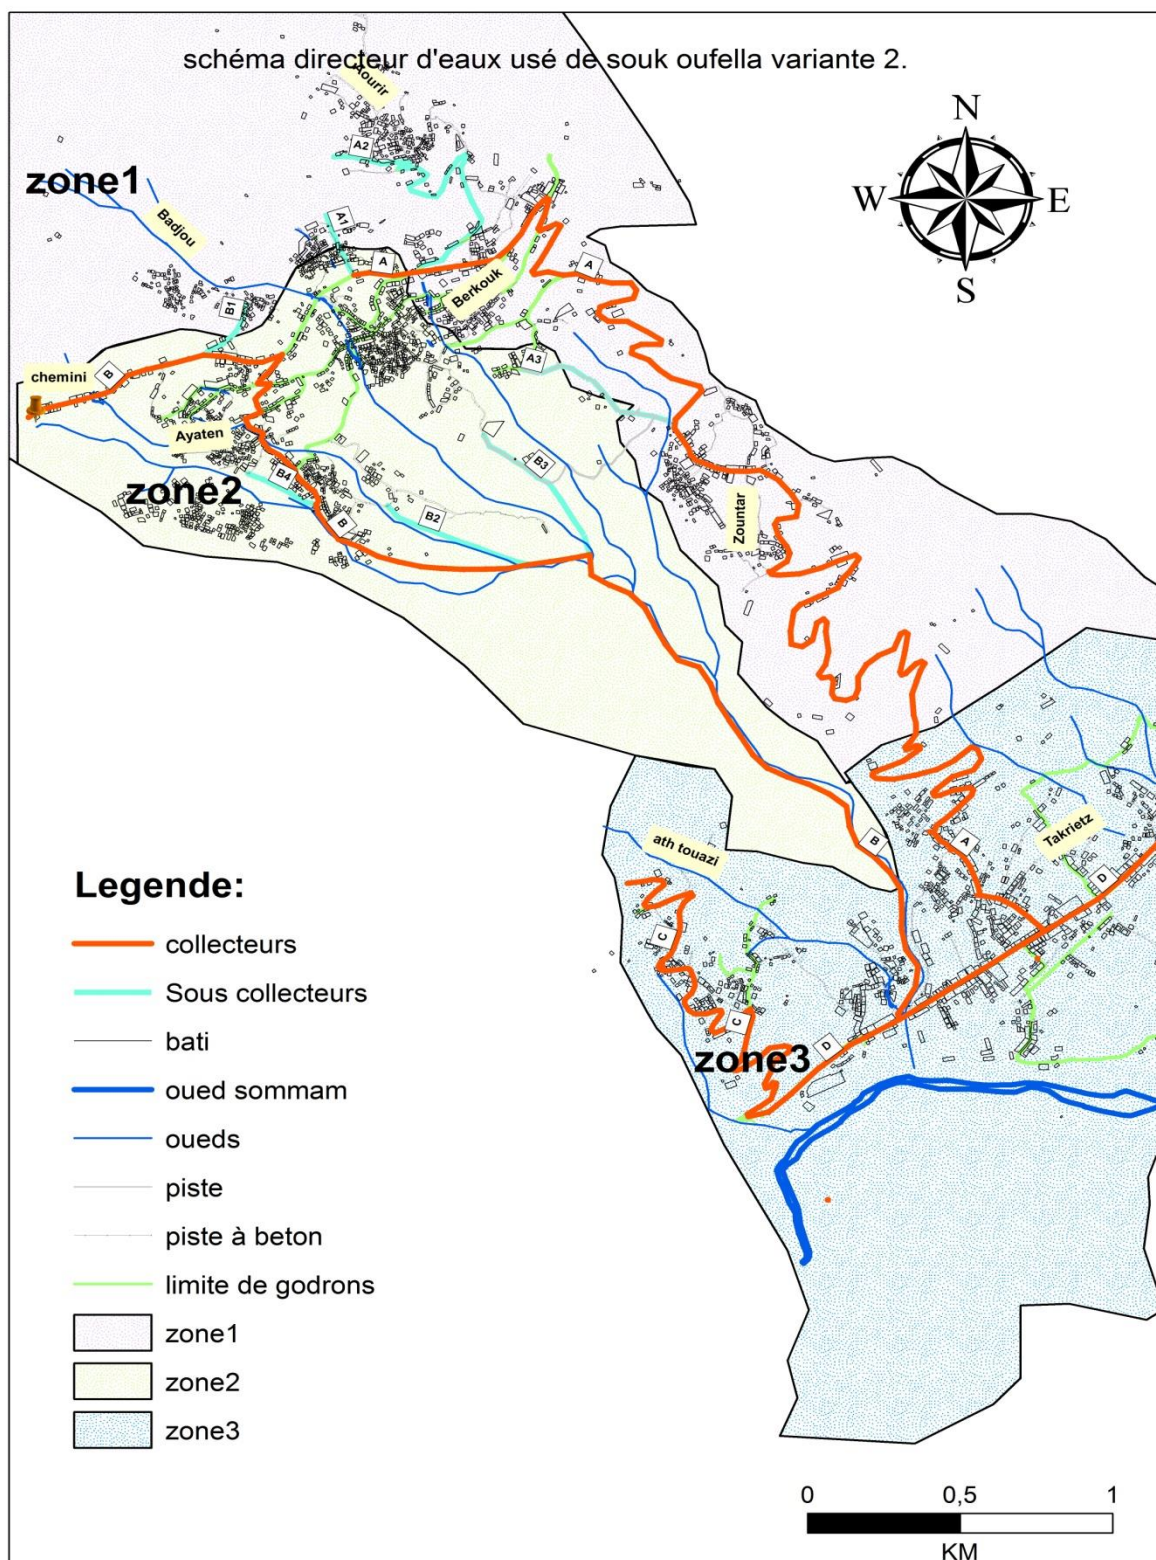 schéma directeur d'eaux usé de souk oufella variante 2.
Aourir
A2
N
zone1
W
E
Badjou
A1
A
A
S
Berkouk
B1
chemini
B
A3
Ayaten
B3
zone2
B4
B2
B
Zountar
ath touazi
B
A
Takrietz
D
Legende:
collecteurs
C
Sous collecteurs
C
D
bati
zone3
oued sommam
oueds
piste
piste à beton
limite de godrons
zone1
zone2
zone3
0 0,5 1
KM